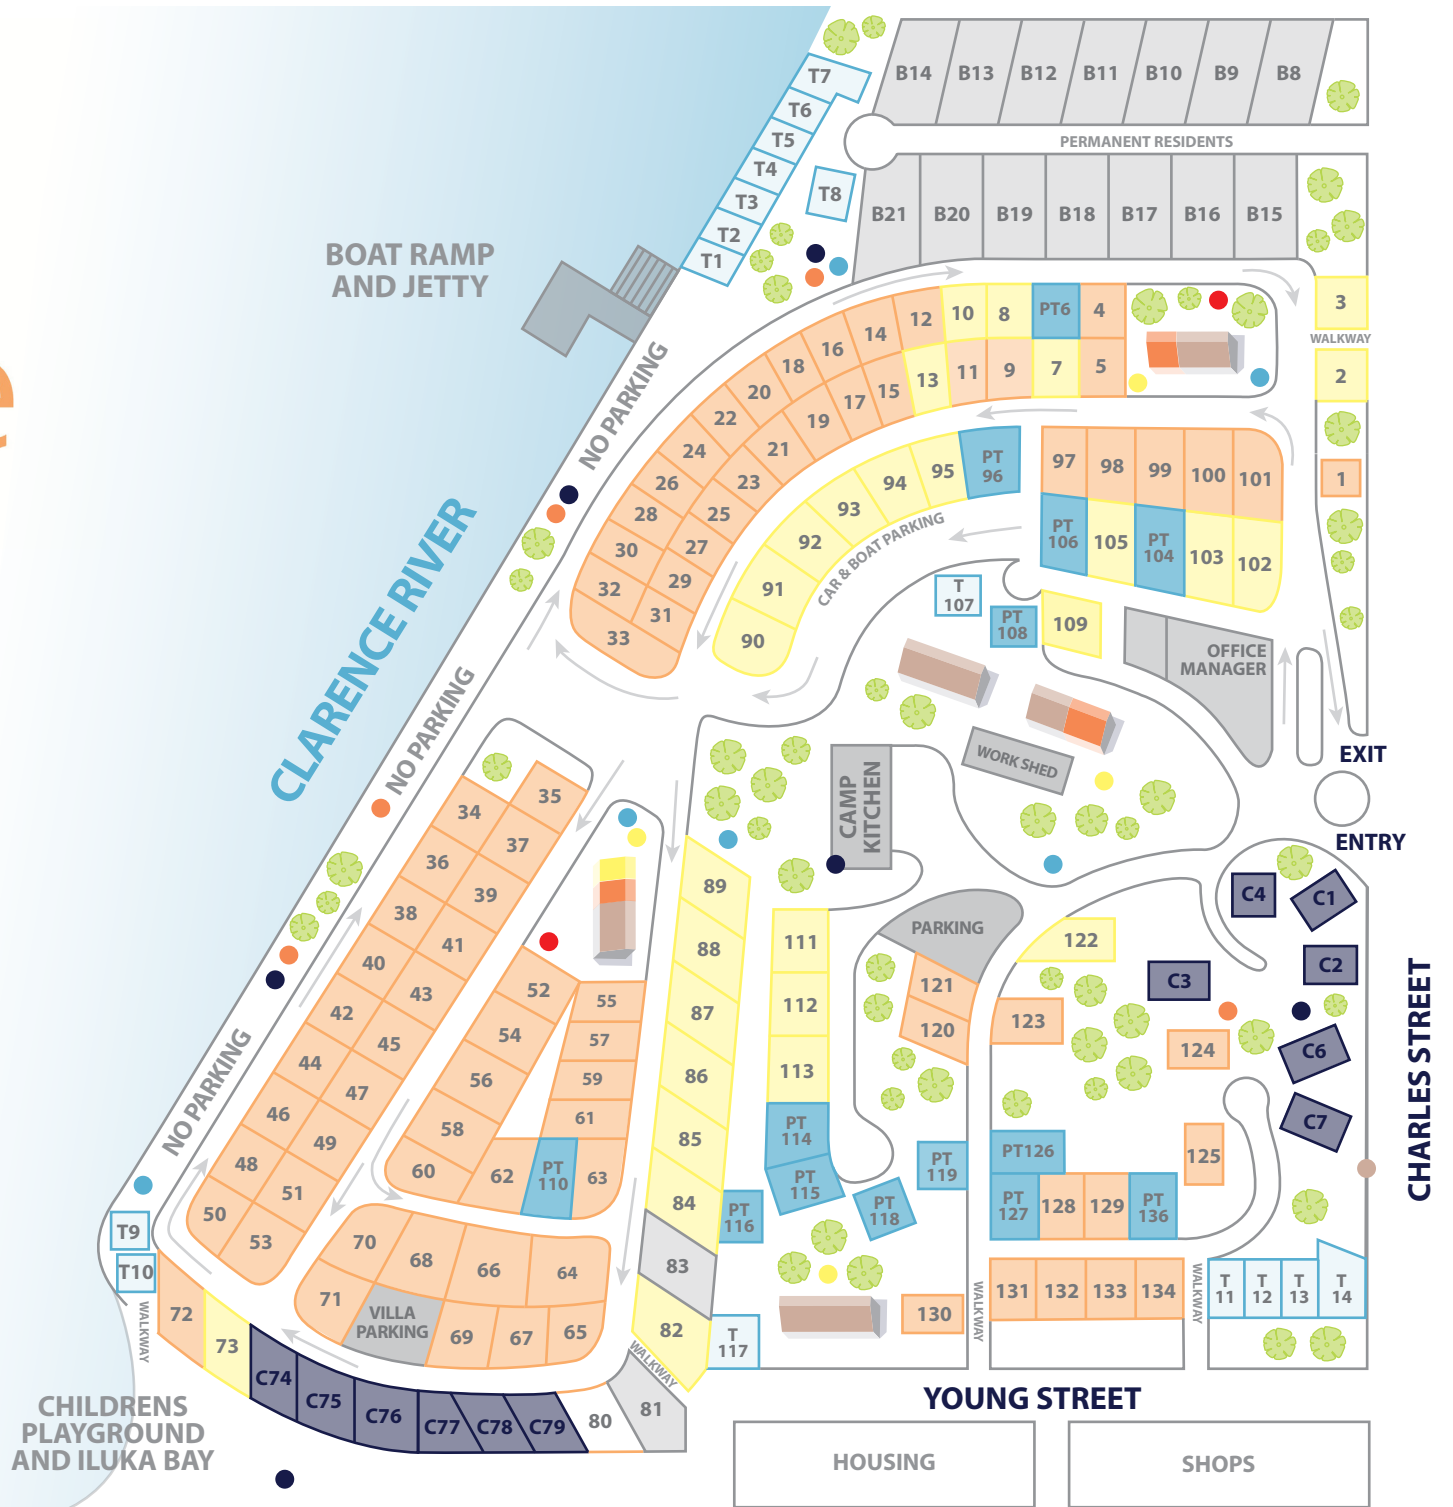 T7
T6
T5
T4
T3
T2
T1
T8
B14 B13 B12 B11 B10 B9 B8
PERMANENT RESIDENTS
B21 B20 B19 B18 B17 B16 B15
BOAT RAMP
AND JETTY
CLARENCE RIVER
NO PARKING
NO PARKING
NO PARKING
3
WALKWAY
2
1
12 10 8 PT6 4
14
16
18
20
22
24
26
28
30
32
33
13 11 9 7 5
15
17
19
21
23
25
27
29
31
PT
96
95
94
93
92
91
90
CAR & BOAT PARKING
97 98 99 100 101
PT
106
105
PT
104
103 102
T
107
PT
108
109
OFFICE
MANAGER
WORK SHED
CAMP
KITCHEN
EXIT
ENTRY
34
35
36
37
38
39
40
41
42
43
44
45
46
47
48
49
50
51
53
52
54
56
58
60
55
57
59
61
62
PT
110
63
89
88
87
86
85
84
83
82
111
112
113
PT
114
PT
115
PT
116
T
117
PT
118
PT
119
PARKING
121
120
122
123
124
125
C4
C1
C2
C3
C6
C7
CHARLES STREET
PT126
PT
127
128 129
PT
136
130
WALKWAY
131 132 133 134
WALKWAY
T
11
T
12
T
13
T
14
70
68
66
64
71
VILLA
PARKING
69 67 65
T9
T10
WALKWAY
72
73
C74
C75
C76
C77
C78
C79
80
81
WALKWAY
CHILDRENS
PLAYGROUND
AND ILUKA BAY
YOUNG STREET
HOUSING
SHOPS